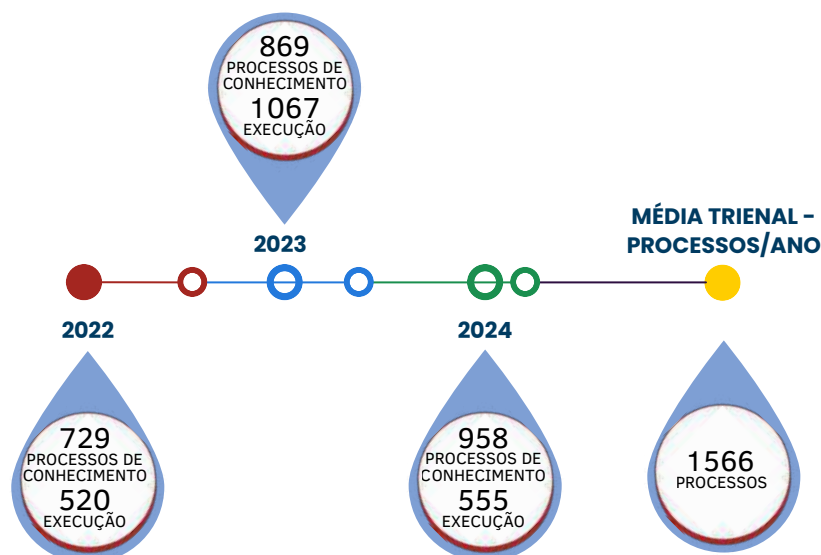 869
PROCESSOS DE
CONHECIMENTO
1067
EXECUÇÃO
2023
MÉDIA TRIENAL -
PROCESSOS/ANO
2022
2024
729
PROCESSOS DE
CONHECIMENTO
520
EXECUÇÃO
958
PROCESSOS DE
CONHECIMENTO
555
EXECUÇÃO
1566
PROCESSOS